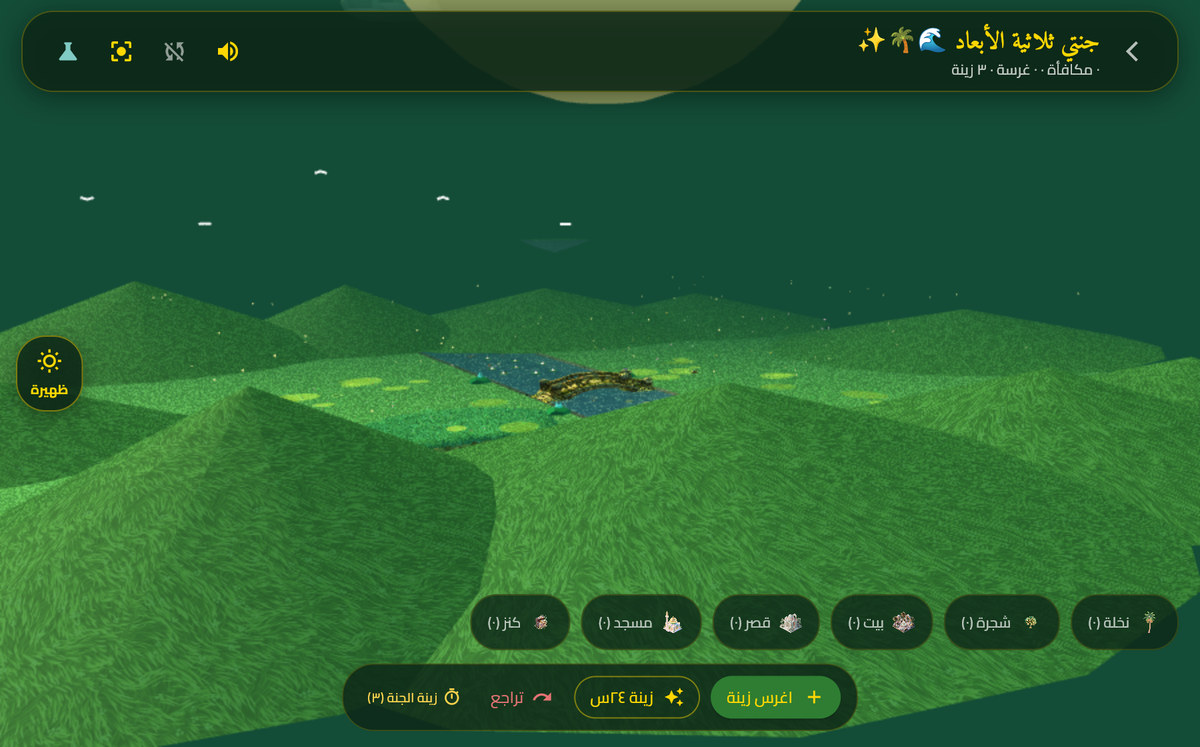 جنتي ثلاثية الأبعاد 🌊🌴✨
٠ مكافأة · ٠ غرسة · ٣ زينة
ظهيرة
نخلة (٠)
شجرة (٠)
بيت (٠)
قصر (٠)
مسجد (٠)
كنز (٠)
اغرس زينة
زينة ٢٤س
تراجع
زينة الجنة (٣)